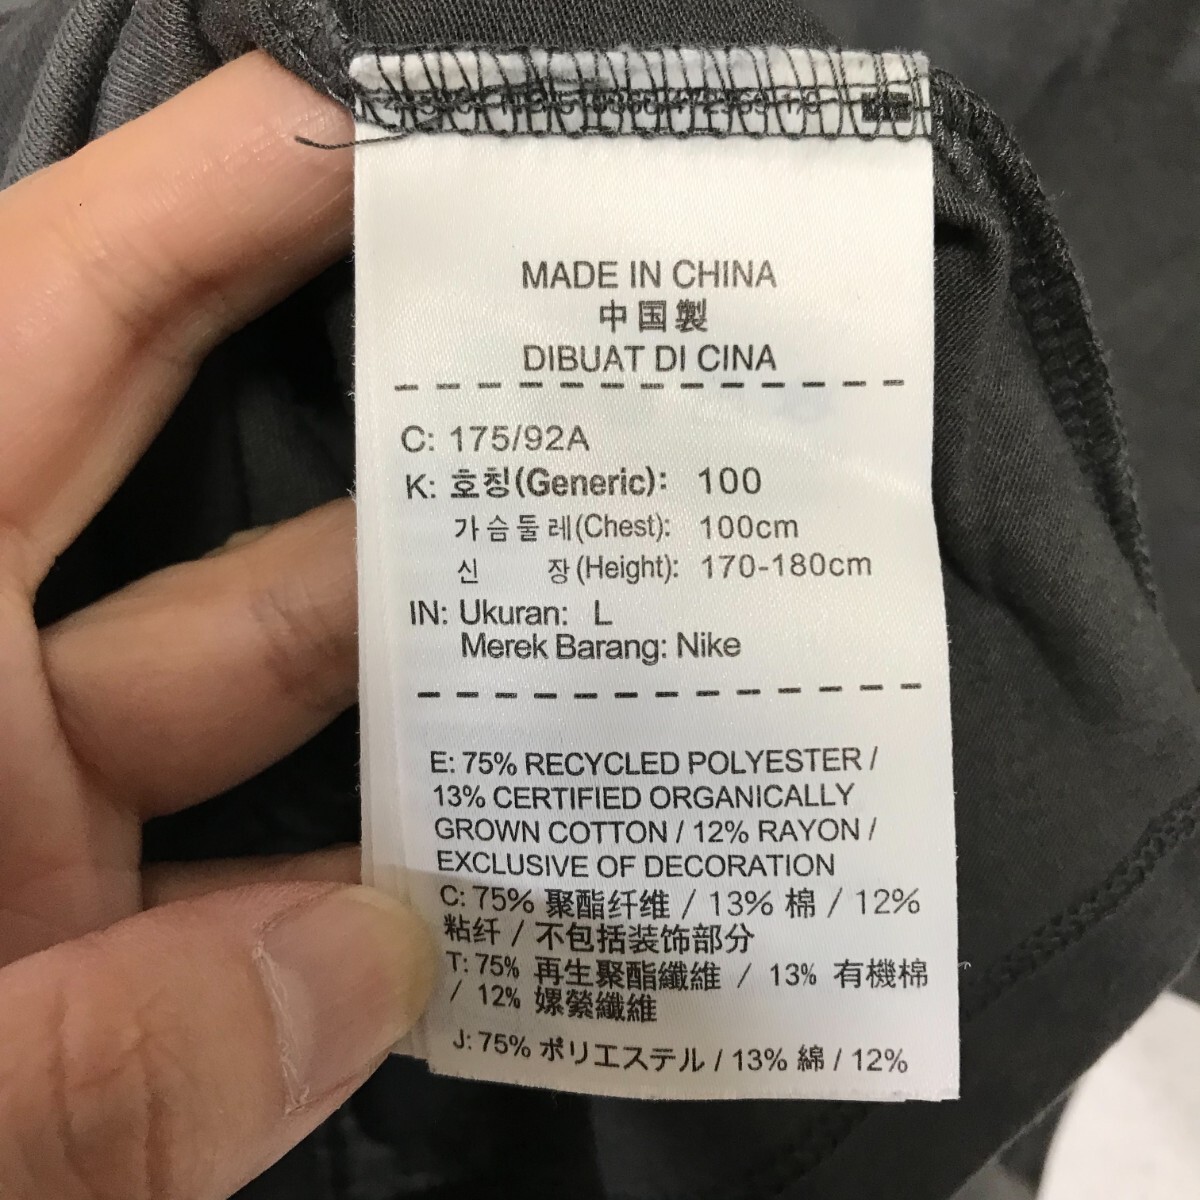 MADE IN CHINA
中国製
DIBUAT DI CINA
C: 175/92A
K: 호칭(Generic): 100
가슴둘레(Chest): 100cm
신 장(Height): 170-180cm
IN: Ukuran: L
Merek Barang: Nike
E: 75% RECYCLED POLYESTER /
13% CERTIFIED ORGANICALLY
GROWN COTTON / 12% RAYON /
EXCLUSIVE OF DECORATION
C: 75% 聚酯纤维 / 13% 棉 / 12%
粘纤 / 不包括装饰部分
T: 75% 再生聚酯纖維 / 13% 有機棉
/ 12% 嫘縈纖維
J: 75% ポリエステル / 13% 綿 / 12%